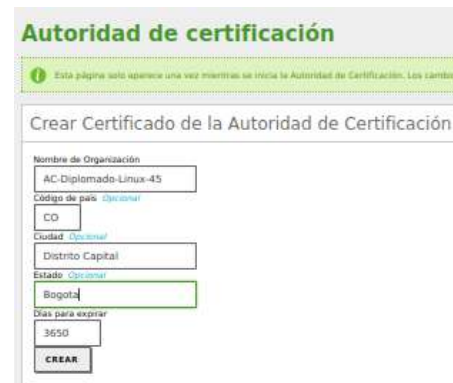 Autoridad de certificación
Esta página solo aparece una vez mientras se inicia la Autoridad de Certificación. Los cambios
Crear Certificado de la Autoridad de Certificación
Nombre de Organización
AC-Diplomado-Linux-45
Código de país Opcional
CO
Ciudad Opcional
Distrito Capital
Estado Opcional
Bogota
Días para expirar
3650
CREAR